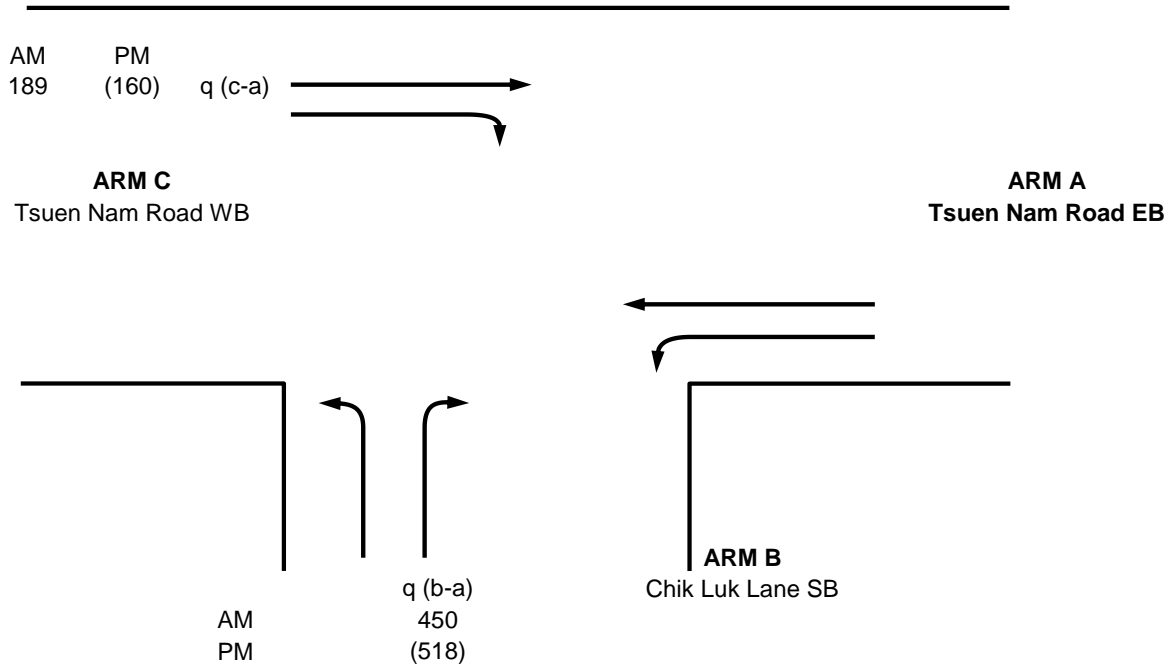 AM PM
189 (160) q (c-a)
ARM C
Tsuen Nam Road WB
ARM A
Tsuen Nam Road EB
ARM B
Chik Luk Lane SB
q (b-a)
AM 450
PM (518)